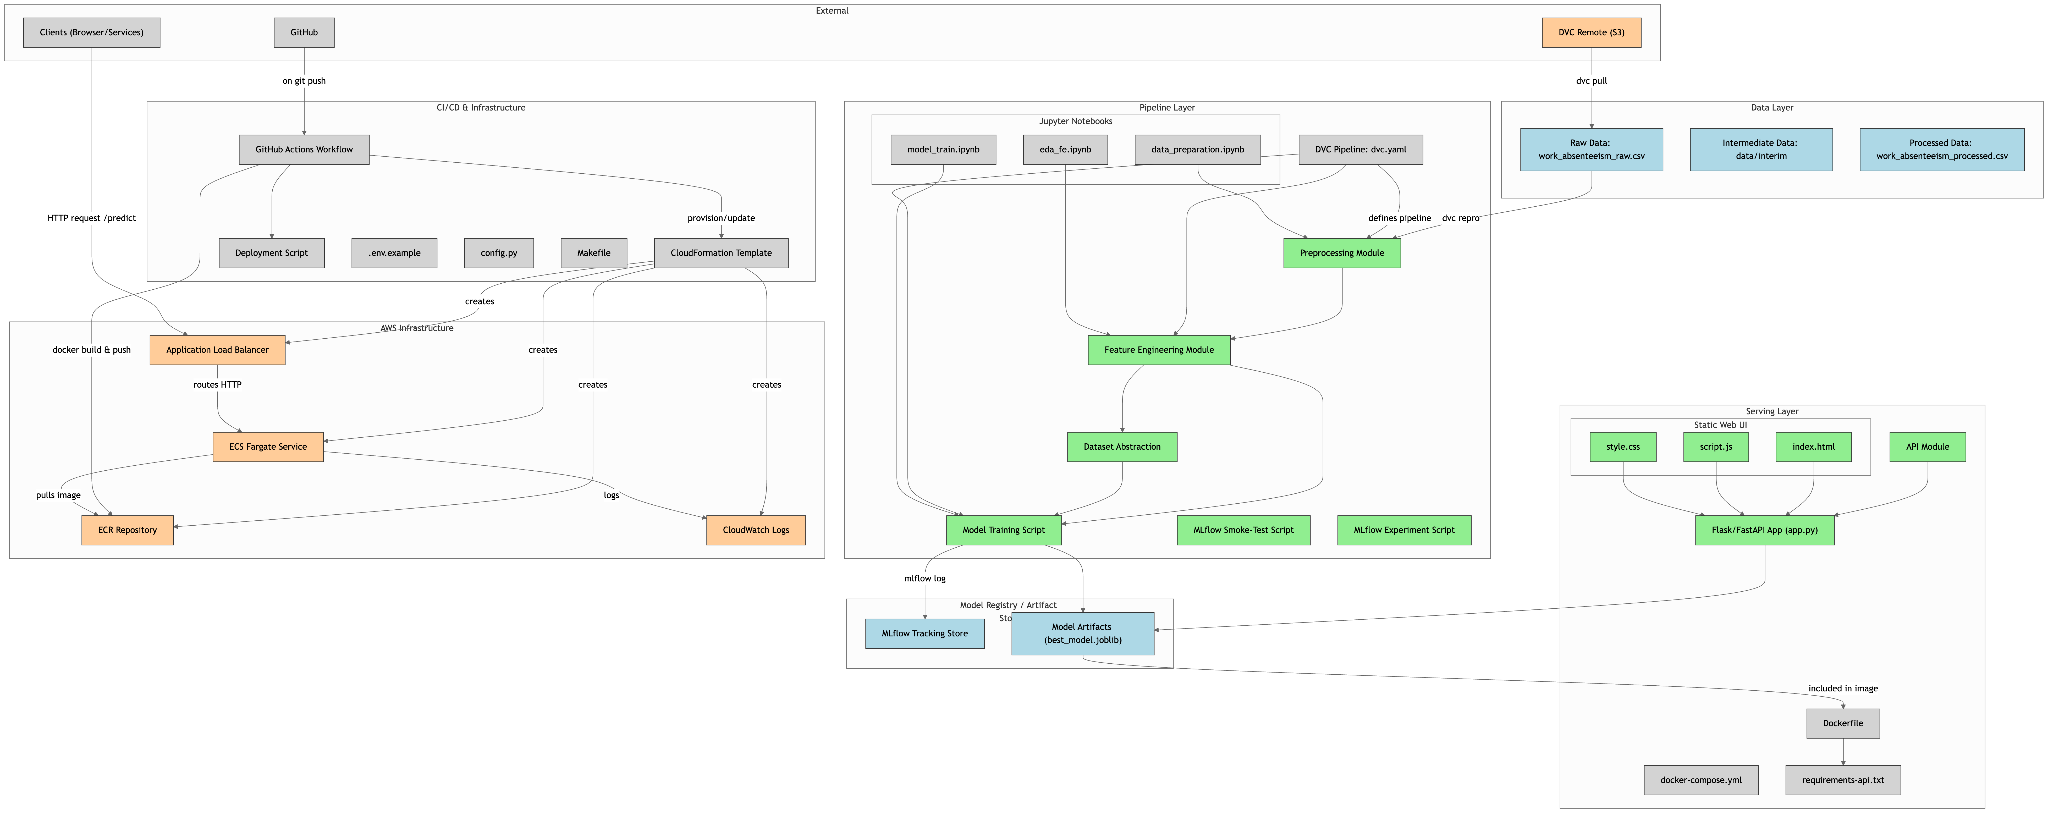 External
Clients (Browser/Services)
GitHub
DVC Remote (S3)
on git push
dvc pull
CI/CD & Infrastructure
GitHub Actions Workflow
HTTP request /predict
provision/update
Deployment Script
.env.example
config.py
Makefile
CloudFormation Template
Pipeline Layer
Jupyter Notebooks
model_train.ipynb
eda_fe.ipynb
data_preparation.ipynb
DVC Pipeline: dvc.yaml
defines pipeline
dvc repro
Preprocessing Module
Feature Engineering Module
Dataset Abstraction
Model Training Script
MLflow Smoke-Test Script
MLflow Experiment Script
Data Layer
Raw Data:
work_absenteeism_raw.csv
Intermediate Data:
data/interim
Processed Data:
work_absenteeism_processed.csv
creates
AWS Infrastructure
Application Load Balancer
docker build & push
creates
routes HTTP
creates
creates
ECS Fargate Service
pulls image
logs
ECR Repository
CloudWatch Logs
Serving Layer
Static Web UI
style.css
script.js
index.html
API Module
Flask/FastAPI App (app.py)
mlflow log
Model Registry / Artifact
Sto
MLflow Tracking Store
Model Artifacts
(best_model.joblib)
included in image
Dockerfile
docker-compose.yml
requirements-api.txt